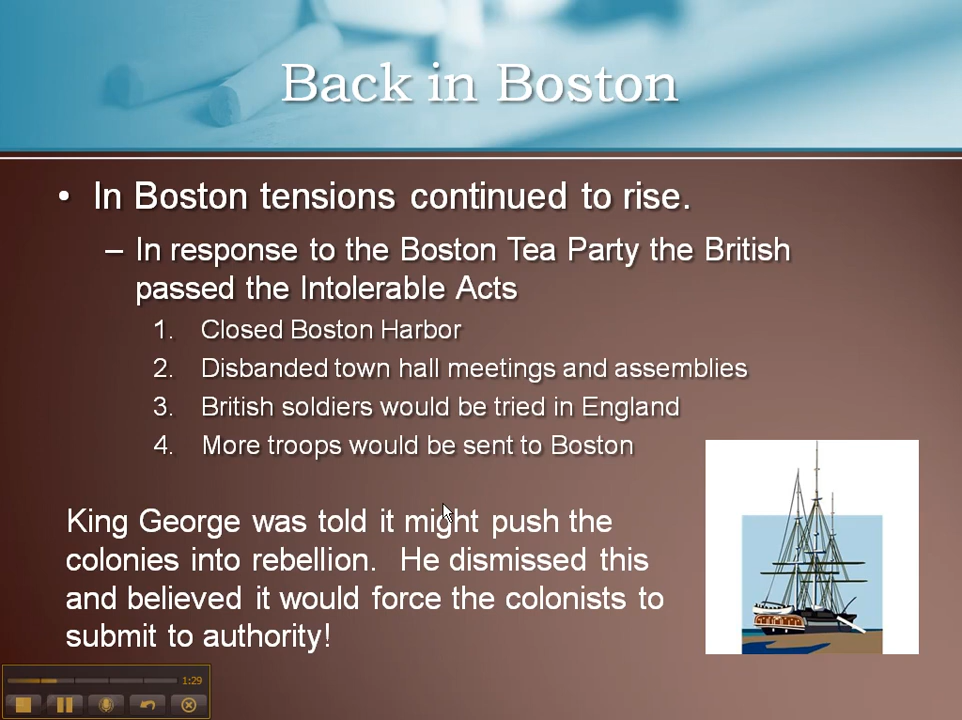 Back in Boston
• In Boston tensions continued to rise.
– In response to the Boston Tea Party the British
passed the Intolerable Acts
1. Closed Boston Harbor
2. Disbanded town hall meetings and assemblies
3. British soldiers would be tried in England
4. More troops would be sent to Boston
King George was told it might push the
colonies into rebellion.  He dismissed this
and believed it would force the colonists to
submit to authority!
1:29